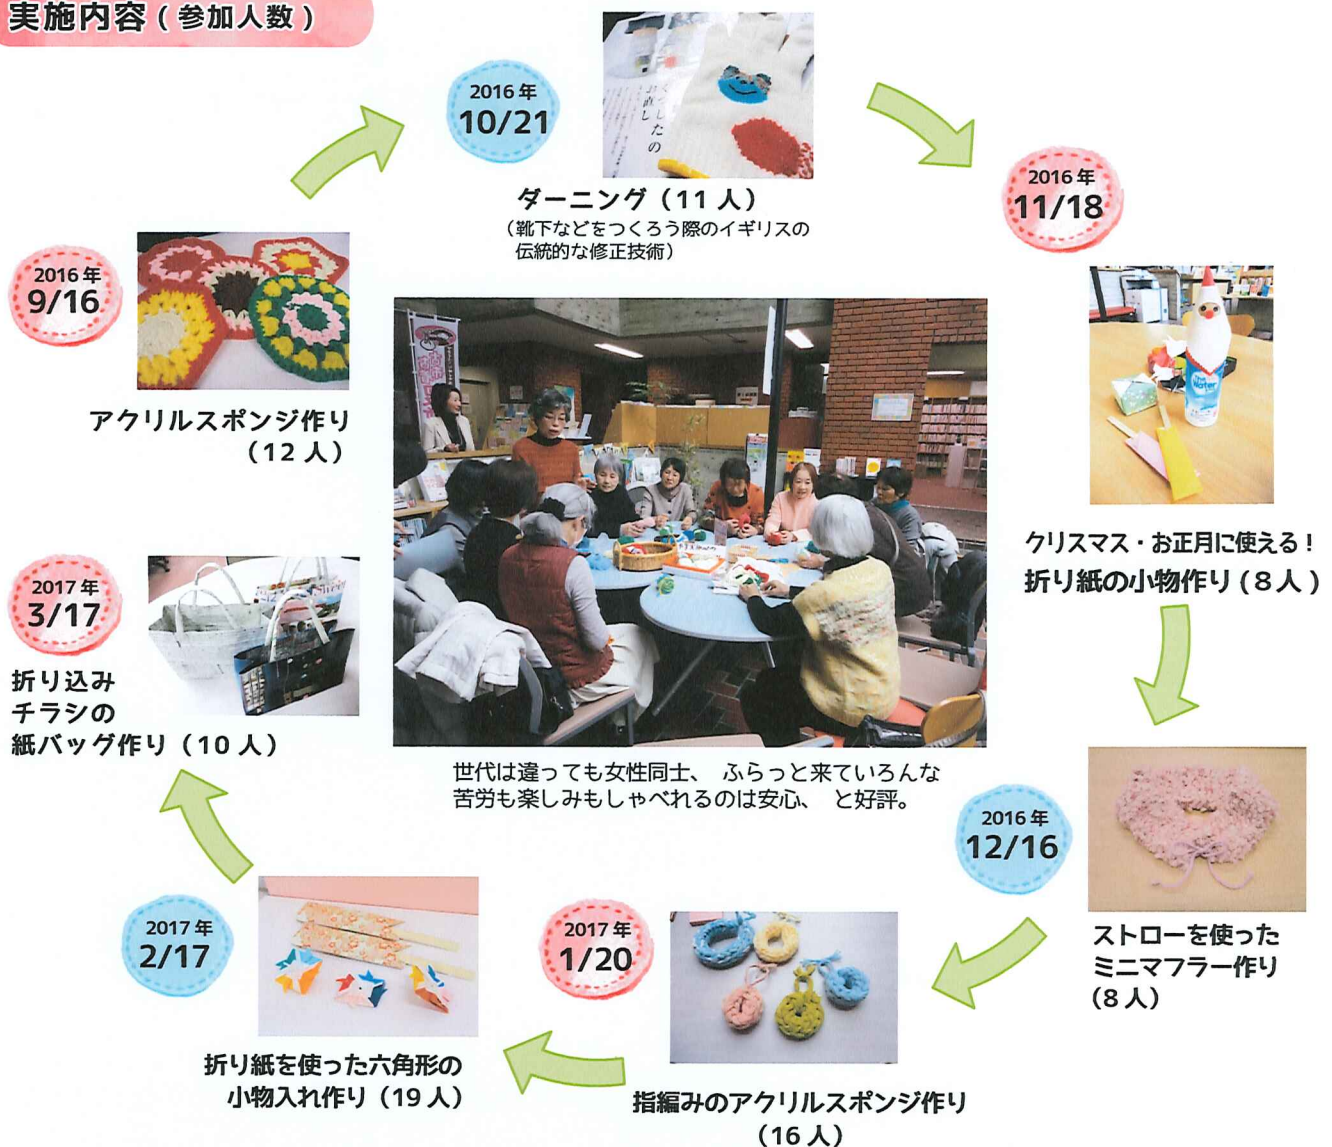 実施内容（参加人数）
2016年
9/16
アクリルスポンジ作り
（12人）
2016年
10/21
くつしたの
お直し
ダーニング（11人）
（靴下などをつくろう際のイギリスの
伝統的な修正技術）
2016年
11/18
The
Water
クリスマス・お正月に使える！
折り紙の小物作り（8人）
2016年
12/16
ストローを使った
ミニマフラー作り
（8人）
2017年
1/20
指編みのアクリルスポンジ作り
（16人）
2017年
2/17
折り紙を使った六角形の
小物入れ作り（19人）
2017年
3/17
折り込み
チラシの
紙バッグ作り（10人）
世代は違っても女性同士、 ふらっと来ていろんな
苦労も楽しみもしゃべれるのは安心、 と好評。